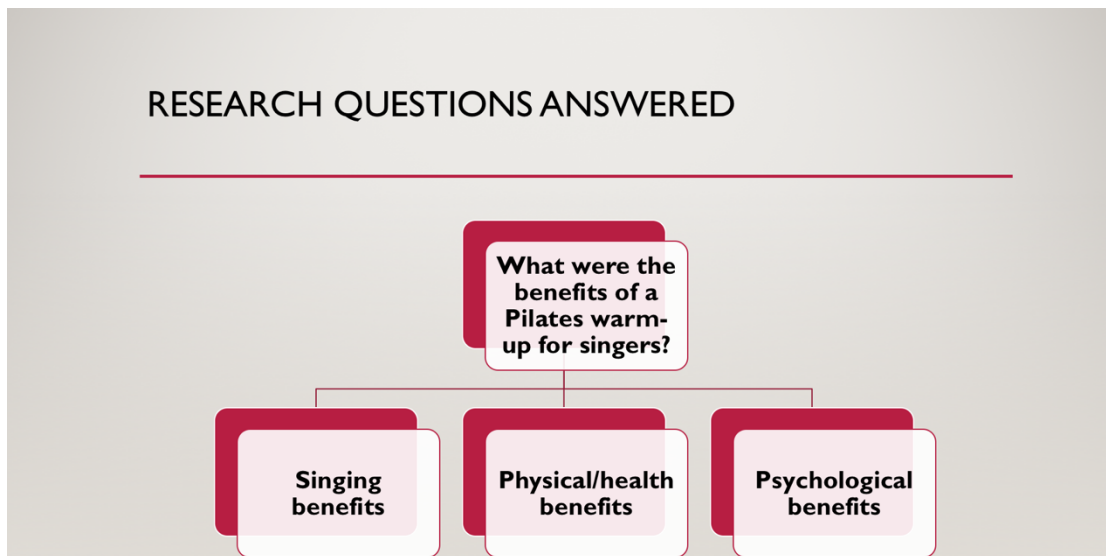 RESEARCH QUESTIONS ANSWERED
What were the
benefits of a
Pilates warm-
up for singers?
Singing
benefits
Physical/health
benefits
Psychological
benefits